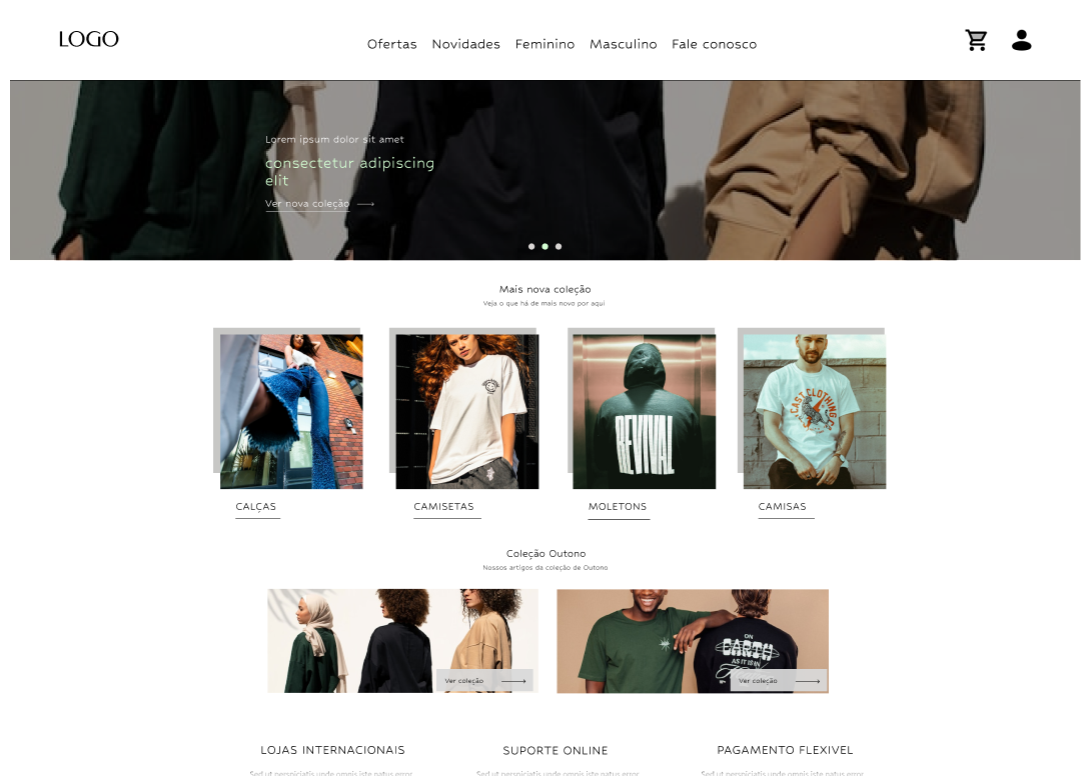 LOGO
Ofertas Novidades Feminino Masculino Fale conosco
Lorem ipsum dolor sit amet
consectetur adipiscing
elit
Ver nova coleção
Mais nova coleção
Veja o que há de mais novo por aqui
REVIVAL
CAST CLOTHING C
CALÇAS
CAMISETAS
MOLETONS
CAMISAS
Coleção Outono
Nossos artigos da coleção de Outono
ON
EARTH
AS IT IS IN
Ver coleção
Ver coleção
LOJAS INTERNACIONAIS
SUPORTE ONLINE
PAGAMENTO FLEXIVEL
Sed ut perspiciatis unde omnis iste natus error
Sed ut perspiciatis unde omnis iste natus error
Sed ut perspiciatis unde omnis iste natus error